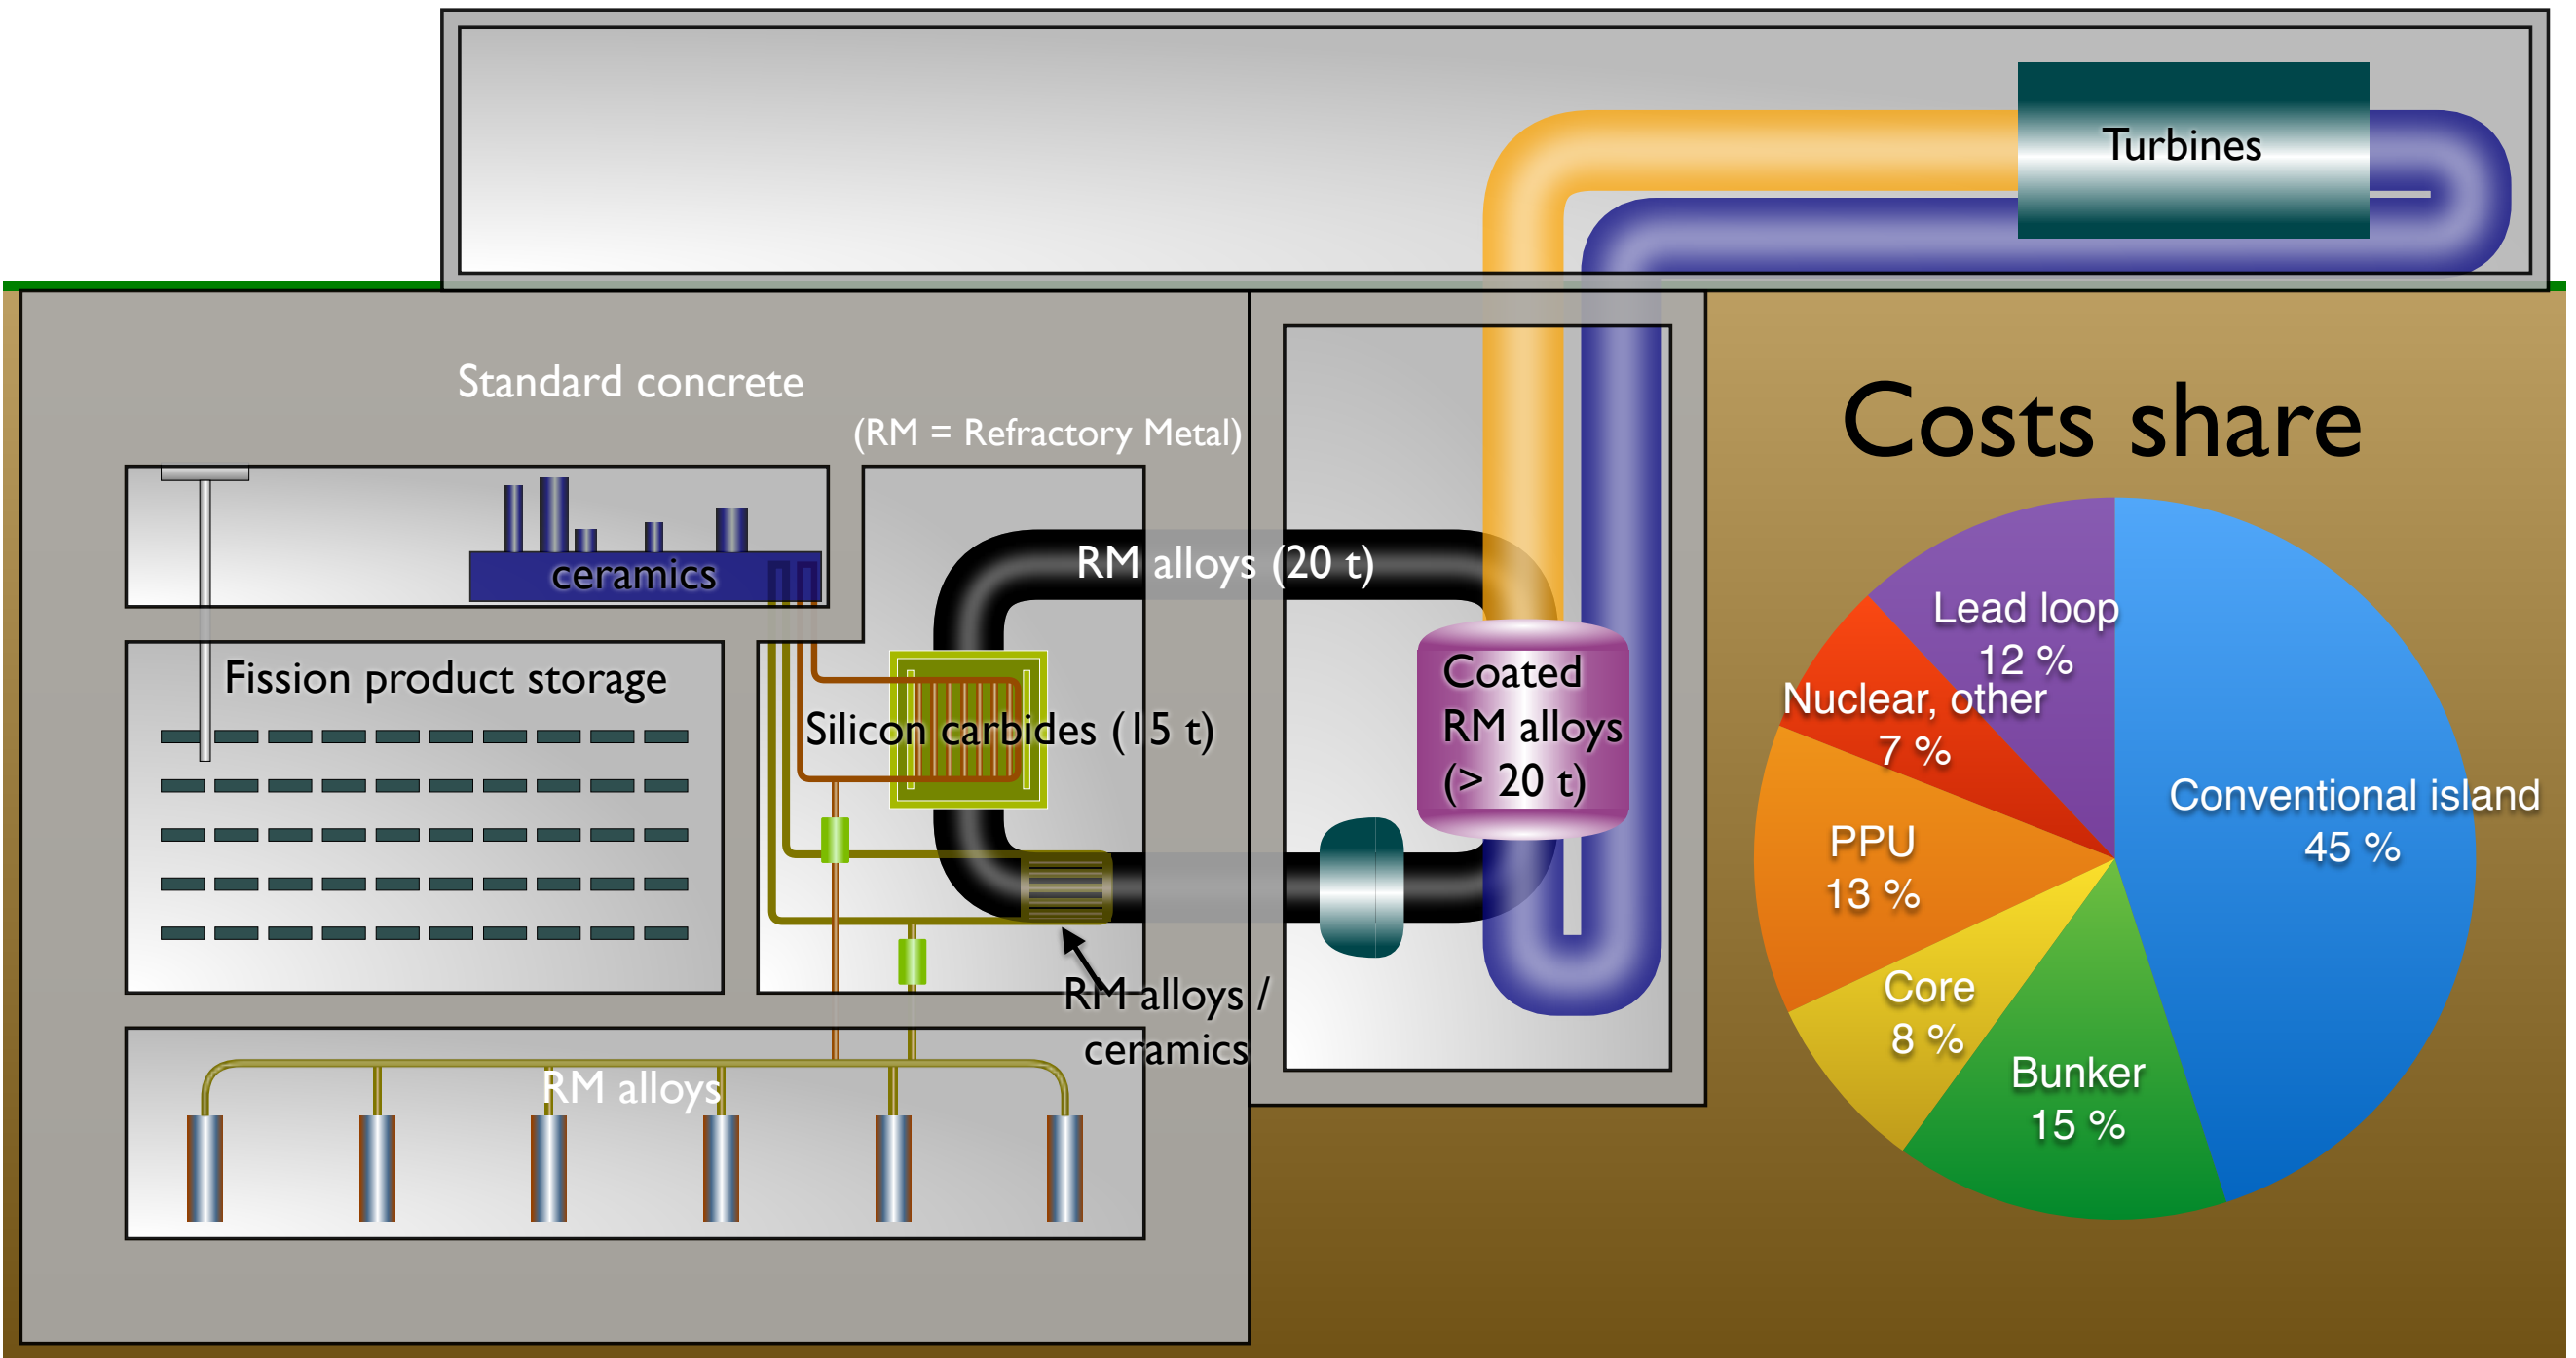 Turbines
Standard concrete
(RM = Refractory Metal)
Costs share
ceramics
RM alloys (20 t)
Fission product storage
Silicon carbides (15 t)
Coated
RM alloys
(> 20 t)
RM alloys /
ceramics
RM alloys
Lead loop
12 %
Nuclear, other
7 %
Conventional island
45 %
PPU
13 %
Core
8 %
Bunker
15 %